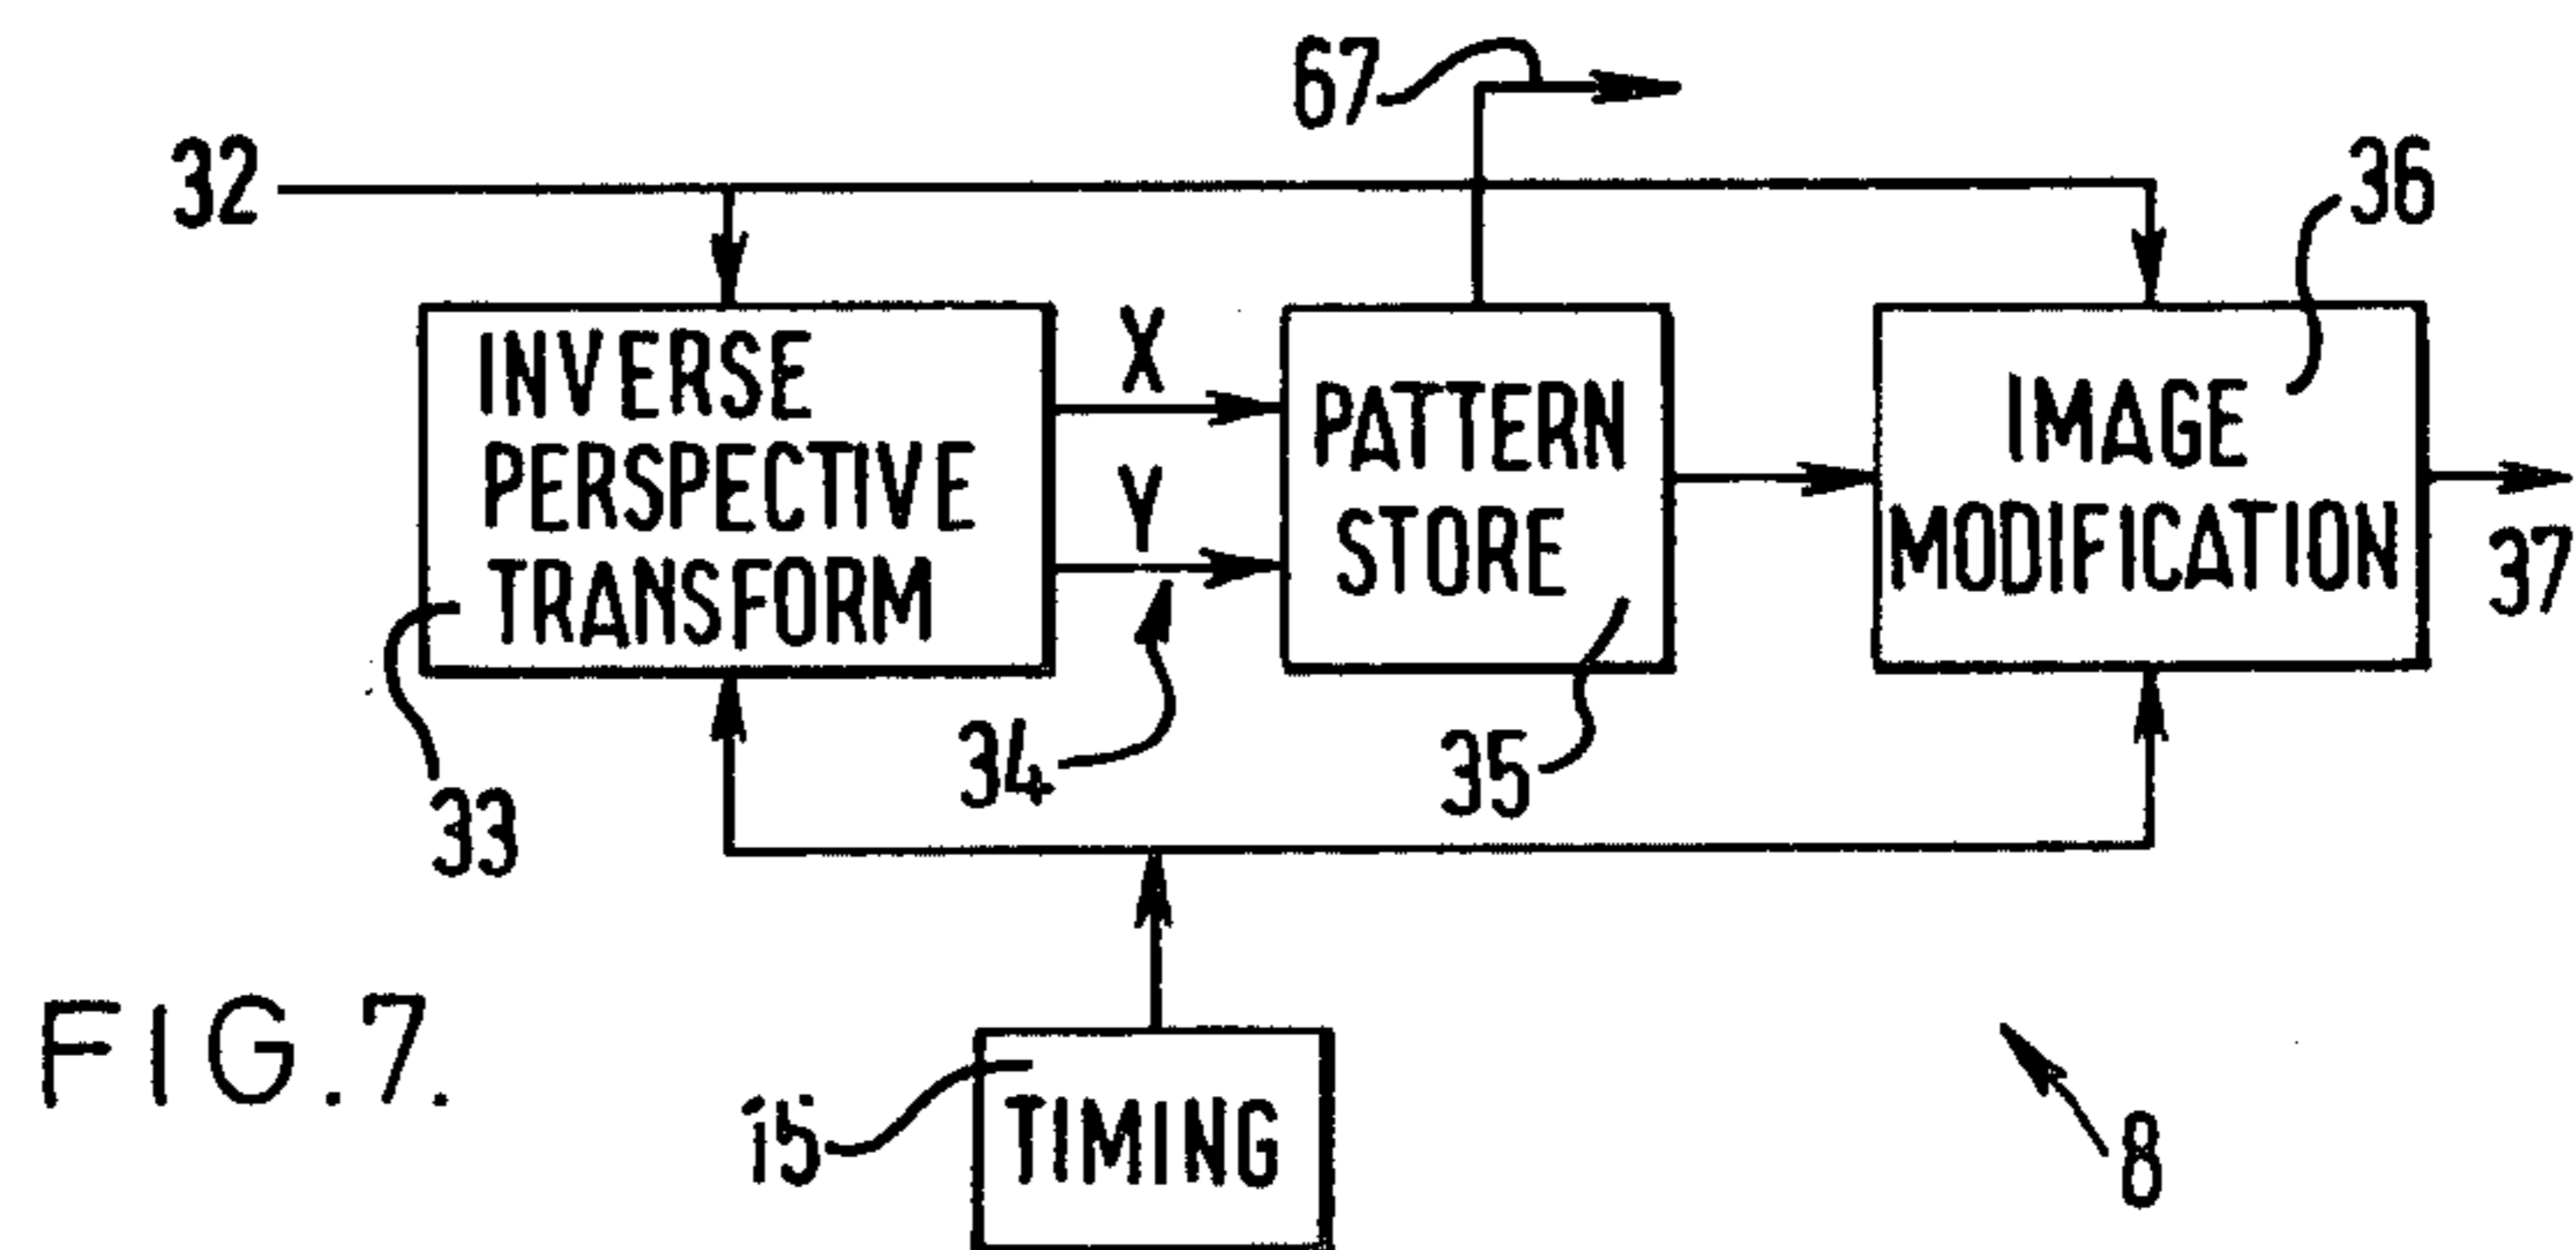 67
32
36
INVERSE
PERSPECTIVE
TRANSFORM
X
Y
PATTERN
STORE
IMAGE
MODIFICATION
37
33
34
35
15
TIMING
FIG.7.
8